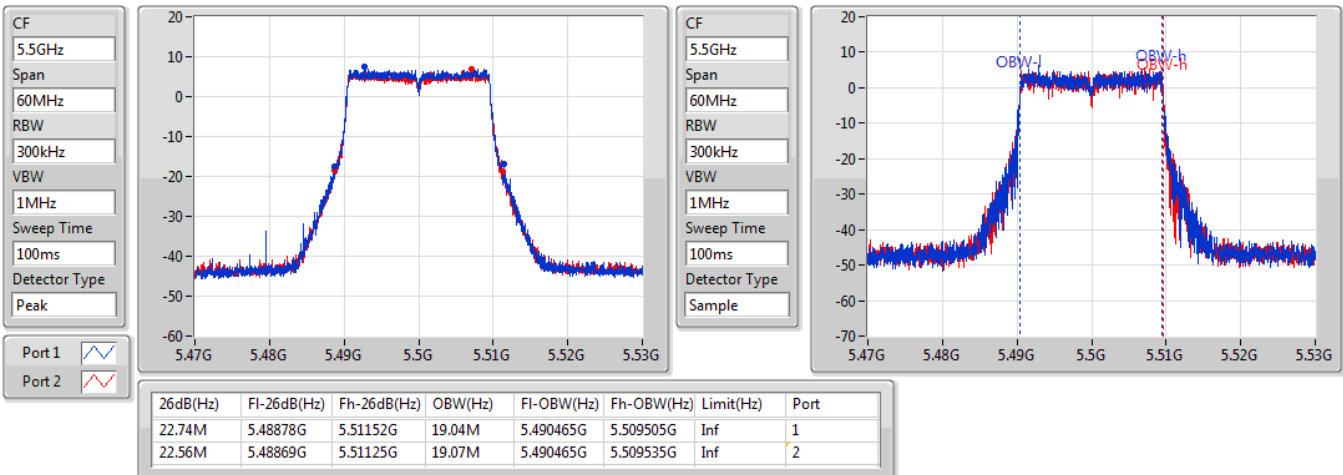 CF
5.5GHz
Span
60MHz
RBW
300kHz
VBW
1MHz
Sweep Time
100ms
Detector Type
Peak
Port 1
Port 2
20
10
0
-10
-20
-30
-40
-50
-60
5.47G 5.48G 5.49G 5.5G 5.51G 5.52G 5.53G
CF
5.5GHz
Span
60MHz
RBW
300kHz
VBW
1MHz
Sweep Time
100ms
Detector Type
Sample
20
10
0
-10
-20
-30
-40
-50
-60
-70
OBW-l
OBW-h
OBW-h
5.47G 5.48G 5.49G 5.5G 5.51G 5.52G 5.53G
26dB(Hz) Fl-26dB(Hz) Fh-26dB(Hz) OBW(Hz) Fl-OBW(Hz) Fh-OBW(Hz) Limit(Hz) Port
22.74M 5.48878G 5.51152G 19.04M 5.490465G 5.509505G Inf 1
22.56M 5.48869G 5.51125G 19.07M 5.490465G 5.509535G Inf 2